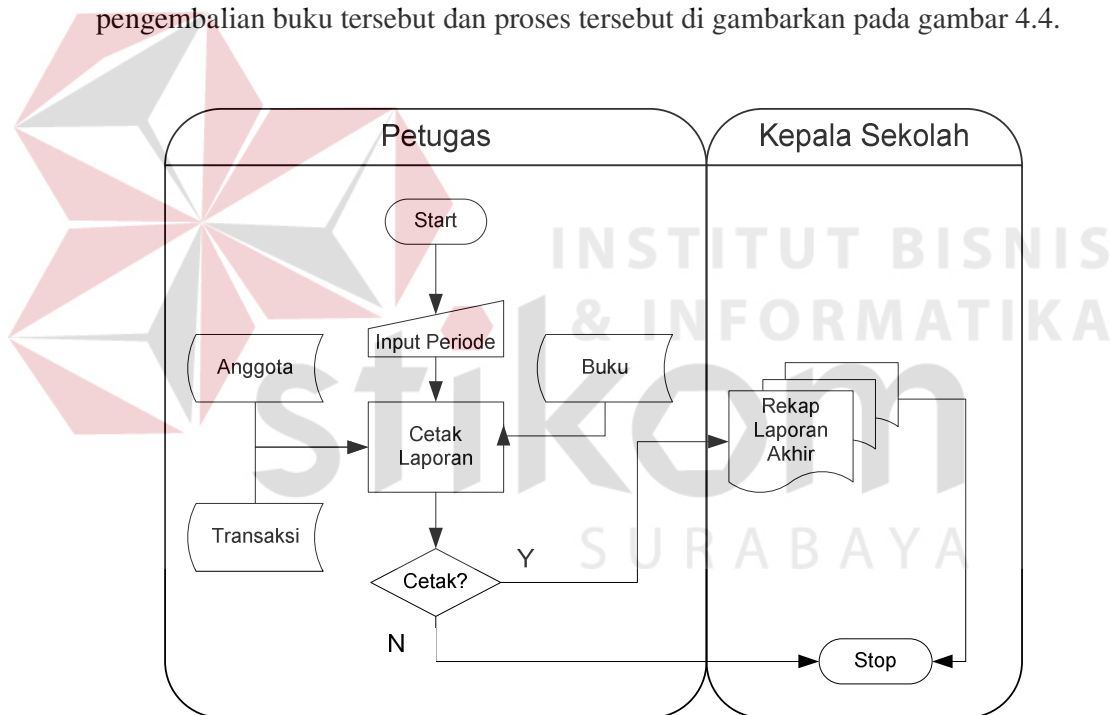 pengembalian buku tersebut dan proses tersebut di gambarkan pada gambar 4.4.
Petugas
Kepala Sekolah
Start
INSTITUT BISNIS
& INFORMATIKA
Input Periode
Anggota
Buku
stikom
Cetak
Laporan
Rekap
Laporan
Akhir
Transaksi
SURABAYA
Cetak?
Y
N
Stop